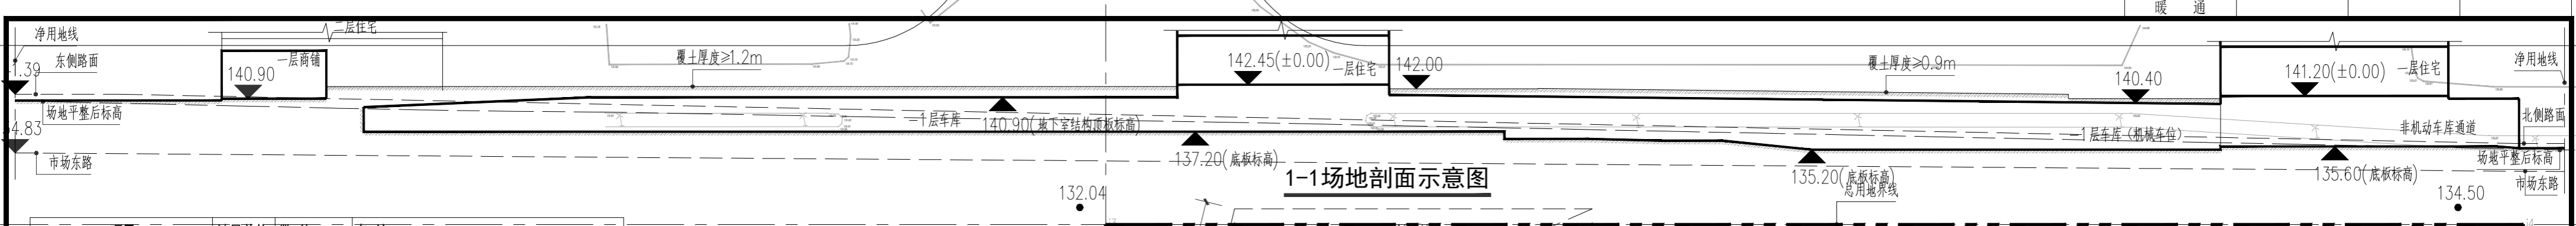 暖 通
净用地线
二层住宅
东侧路面
一层商铺
覆土厚度≥1.2m
142.45(±0.00)
一层住宅
142.00
覆土厚度≥0.9m
140.40
141.20(±0.00)
一层住宅
净用地线
1.39
140.90
场地平整后标高
-1层车库
140.90(地下室结构顶板标高)
-1层车库(机械车位)
非机动车库通道
北侧路面
4.83
市场东路
137.20(底板标高)
1-1场地剖面示意图
135.20(底板标高)
135.60(底板标高)
场地平整后标高
市场东路
总用地界线
132.04
134.50